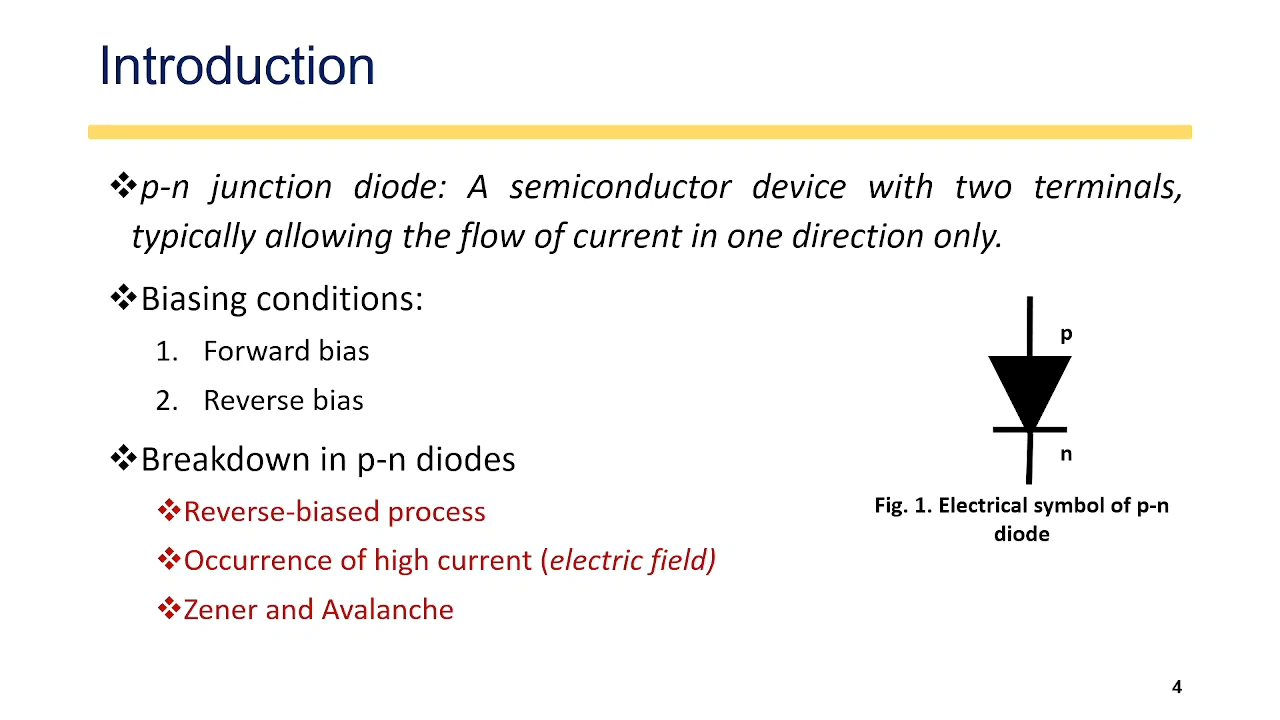 Introduction
❖p-n junction diode: A semiconductor device with two terminals,
typically allowing the flow of current in one direction only.
❖Biasing conditions:
1. Forward bias
2. Reverse bias
❖Breakdown in p-n diodes
❖Reverse-biased process
❖Occurrence of high current (electric field)
❖Zener and Avalanche
p
n
Fig. 1. Electrical symbol of p-n
diode
4